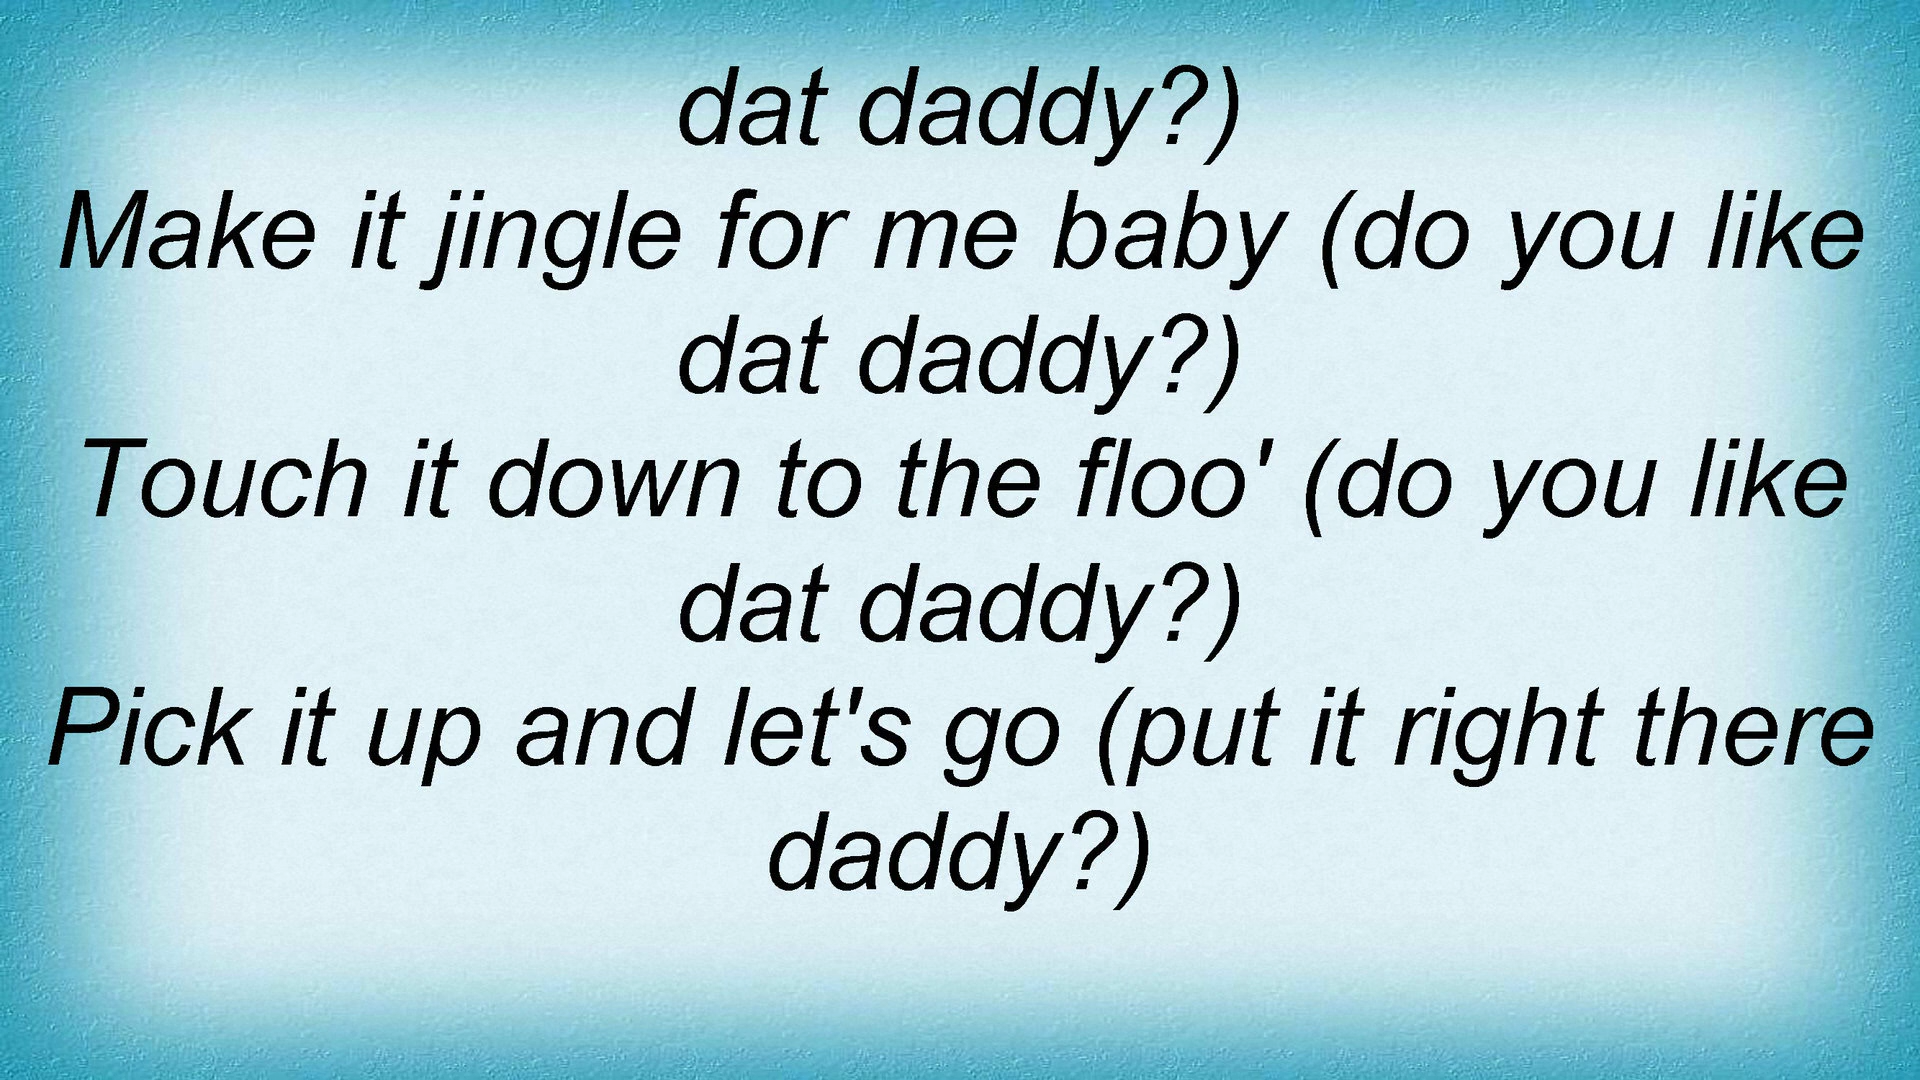 dat daddy?)
Make it jingle for me baby (do you like
dat daddy?)
Touch it down to the floo' (do you like
dat daddy?)
Pick it up and let's go (put it right there
daddy?)